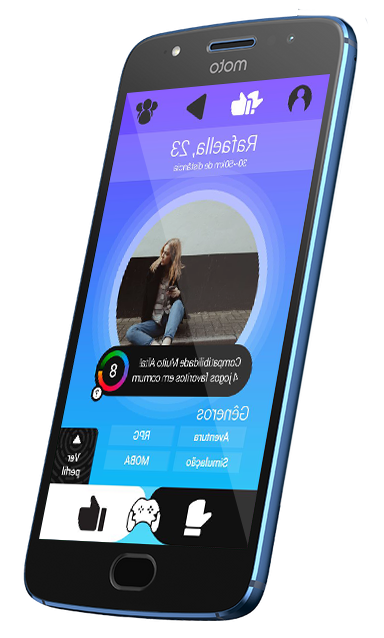 moto
Rafaella, 23
30~50km de distância
Compatibilidade Muito Alta!
4 jogos favoritos em comum
8
?
Gêneros
Aventura
RPG
Simulação
MOBA
Ver
perfil